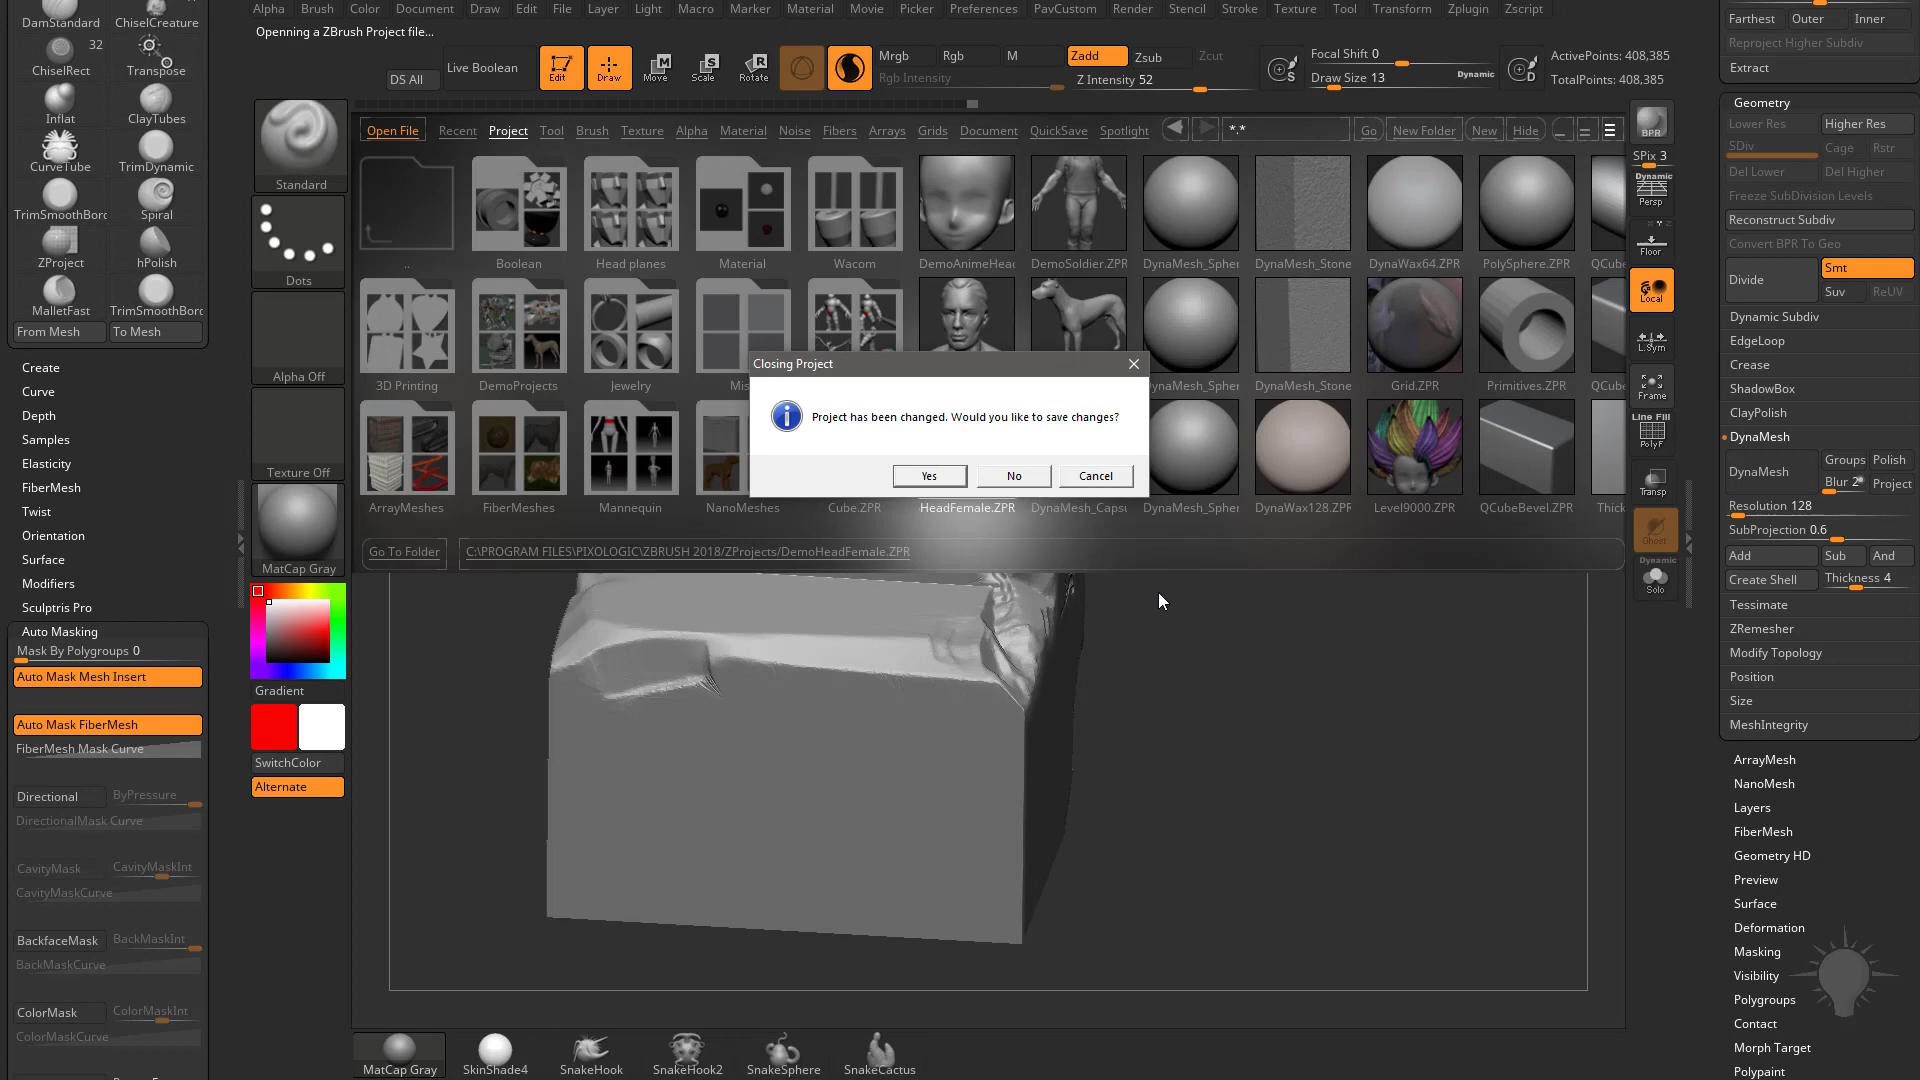 DamStandard
ChiselCreature
32
ChiselRect
Transpose
Inflat
ClayTubes
CurveTube
TrimDynamic
TrimSmoothBord
Spiral
ZProject
hPolish
MalletFast
TrimSmoothBord
From Mesh
To Mesh
Create
Curve
Depth
Samples
Elasticity
FiberMesh
Twist
Orientation
Surface
Modifiers
Sculptris Pro
Auto Masking
Mask By Polygroups 0
Auto Mask Mesh Insert
Auto Mask FiberMesh
FiberMesh Mask Curve
Directional
ByPressure
DirectionalMask Curve
CavityMask
CavityMaskInt
CavityMaskCurve
BackfaceMask
BackMaskInt
BackMaskCurve
ColorMask
ColorMaskInt
ColorMaskCurve
Alpha Brush Color Document Draw Edit File Layer Light Macro Marker Material Movie Picker Preferences PavCustom Render Stencil Stroke Texture Tool Transform Zplugin Zscript
Openning a ZBrush Project file...
DS All
Live Boolean
Edit
Draw
Move
Scale
Rotate
Mrgb
Rgb
M
Zadd
Zsub
Zcut
Rgb Intensity
Z Intensity 52
Focal Shift 0
Draw Size 13
Dynamic
ActivePoints: 408,385
TotalPoints: 408,385
Standard
Dots
Alpha Off
Texture Off
MatCap Gray
Gradient
SwitchColor
Alternate
Open File Recent Project Tool Brush Texture Alpha Material Noise Fibers Arrays Grids Document QuickSave Spotlight
*.*
Go
New Folder
New
Hide
..
Boolean
Head planes
Material
Wacom
DemoAnimeHead
DemoSoldier.ZPR
DynaMesh_Spher
DynaMesh_Stone
DynaWax64.ZPR
PolySphere.ZPR
QCube
3D Printing
DemoProjects
Jewelry
Mis
ynaMesh_Spher
DynaMesh_Stone
Grid.ZPR
Primitives.ZPR
QCube
ArrayMeshes
FiberMeshes
Mannequin
NanoMeshes
Cube.ZPR
HeadFemale.ZPR
DynaMesh_Capsu
DynaMesh_Spher
DynaWax128.ZPR
Level9000.ZPR
QCubeBevel.ZPR
Thick
Closing Project
Project has been changed. Would you like to save changes?
Yes
No
Cancel
Go To Folder
C:\PROGRAM FILES\PIXOLOGIC\ZBRUSH 2018/ZProjects/DemoHeadFemale.ZPR
MatCap Gray
SkinShade4
SnakeHook
SnakeHook2
SnakeSphere
SnakeCactus
BPR
SPix 3
Dynamic
Persp
Floor
Local
L.Sym
Frame
Line Fill
PolyF
Transp
Ghost
Dynamic
Solo
Farthest
Outer
Inner
Reproject Higher Subdiv
Extract
Geometry
Lower Res
Higher Res
SDiv
Cage
Rstr
Del Lower
Del Higher
Freeze SubDivision Levels
Reconstruct Subdiv
Convert BPR To Geo
Divide
Smt
Suv
ReUV
Dynamic Subdiv
EdgeLoop
Crease
ShadowBox
ClayPolish
DynaMesh
DynaMesh
Groups
Polish
Blur 2
Project
Resolution 128
SubProjection 0.6
Add
Sub
And
Create Shell
Thickness 4
Tessimate
ZRemesher
Modify Topology
Position
Size
MeshIntegrity
ArrayMesh
NanoMesh
Layers
FiberMesh
Geometry HD
Preview
Surface
Deformation
Masking
Visibility
Polygroups
Contact
Morph Target
Polypaint